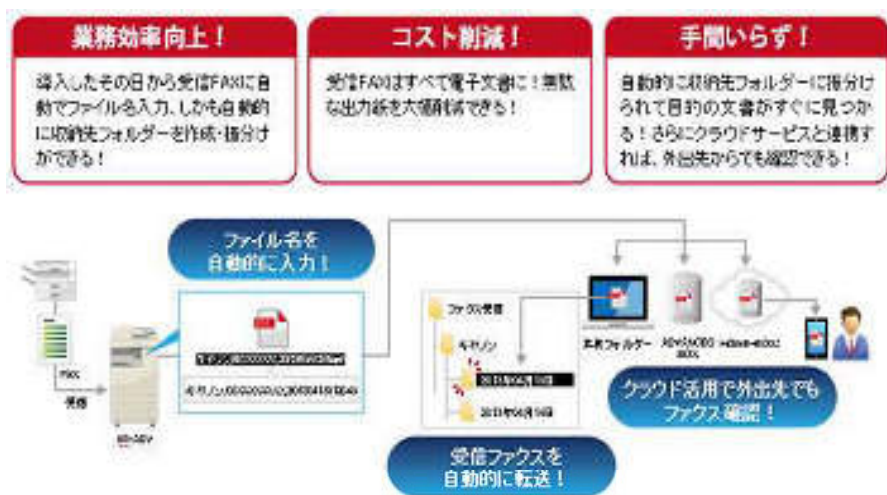 業務効率向上！
導入したその日から受信FAXに自
動でファイル名入力、しかも自動的
に収納先フォルダーを作成・振分け
ができる！
コスト削減！
受信FAXはすべて電子文書に！無駄
な出力紙を大幅削減できる！
手間いらず！
自動的に収納先フォルダーに振分け
られて目的の文書がすぐに見つか
る！さらにクラウドサービスと連携す
れば、外出先からでも確認できる！
ファイル名を
自動的に入力！
FAX
受信
ファクス受信
キヤノン
共有フォルダー
クラウド活用で外出先でも
ファクス確認！
受信ファクスを
自動的に転送！